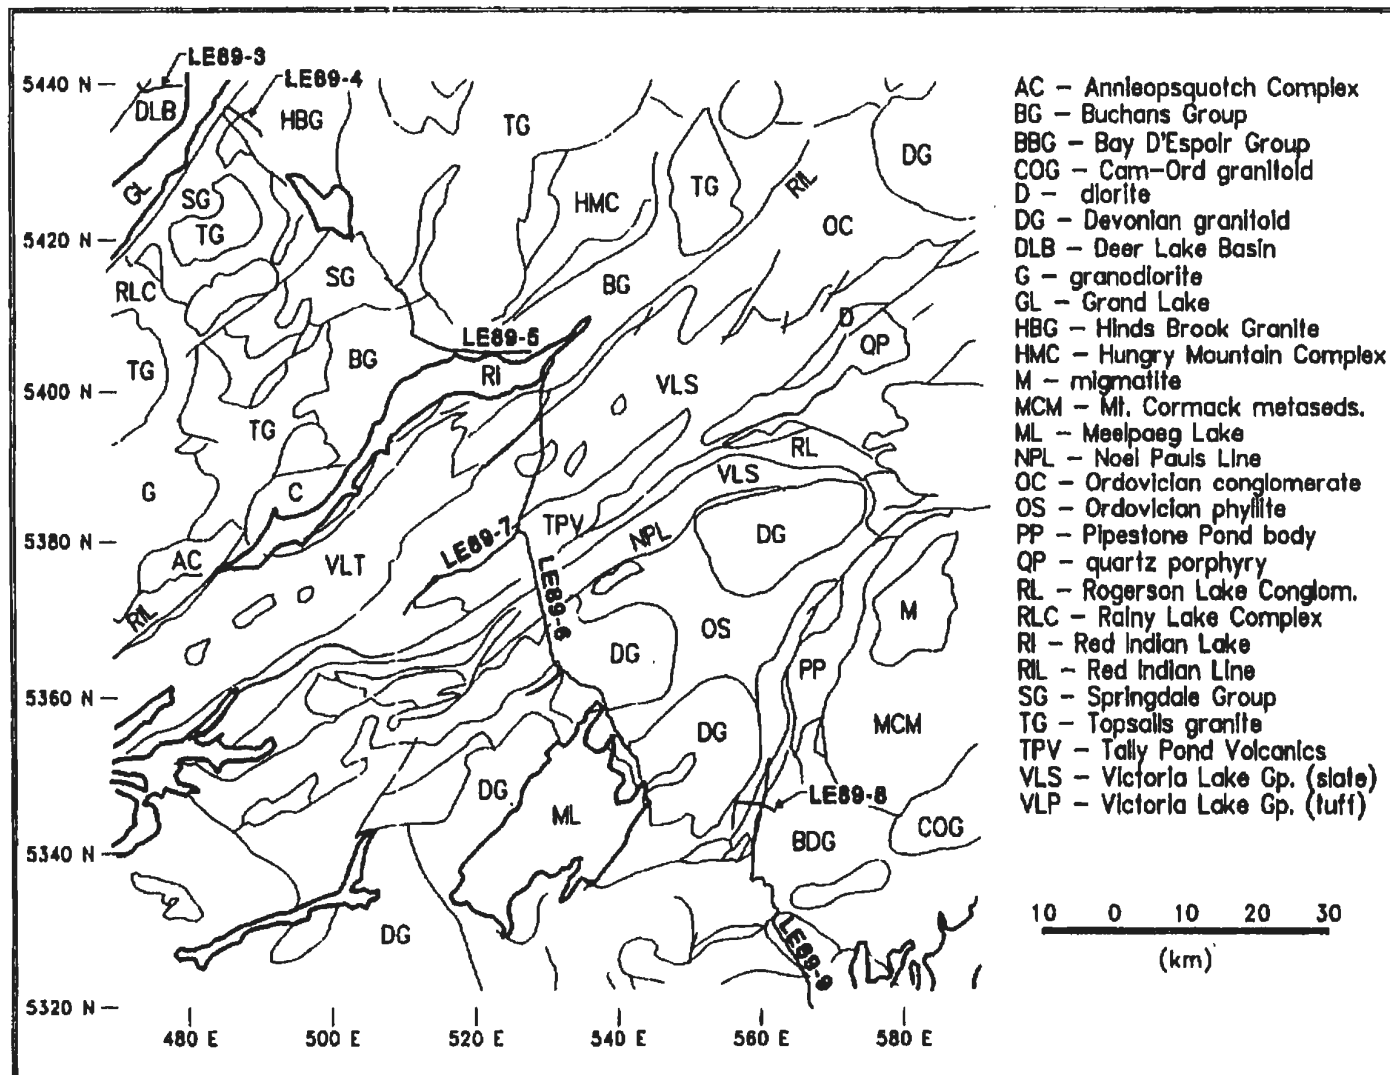 LE89-3
5440 N
LE89-4
DLB
HBG
TG
DG
GL
SG
TG
HMC
TG
RIL
OC
5420 N
RLC
SG
BG
TG
BG
LE89-5
RI
D
QP
5400 N
VLS
TG
RL
G
C
VLS
5380 N
AC
VLT
LE89-7
TPV
NPL
DG
RIL
LE89-6
DG
OS
M
PP
5360 N
DG
MCM
DG
ML
LE89-8
5340 N
BDG
COG
DG
LE89-9
5320 N
480 E
500 E
520 E
540 E
560 E
580 E
AC – Annieopsquotch Complex
BG – Buchans Group
BBG – Bay D'Espoir Group
COG – Cam-Ord granitoid
D – diorite
DG – Devonian granitoid
DLB – Deer Lake Basin
G – granodiorite
GL – Grand Lake
HBG – Hinds Brook Granite
HMC – Hungry Mountain Complex
M – migmatite
MCM – Mt. Cormack metaseds.
ML – Meelpaeg Lake
NPL – Noel Pauls Line
OC – Ordovician conglomerate
OS – Ordovician phyllite
PP – Pipestone Pond body
QP – quartz porphyry
RL – Rogerson Lake Conglom.
RLC – Rainy Lake Complex
RI – Red Indian Lake
RIL – Red Indian Line
SG – Springdale Group
TG – Topsails granite
TPV – Tally Pond Volcanics
VLS – Victoria Lake Gp. (slate)
VLP – Victoria Lake Gp. (tuff)
10 0 10 20 30
(km)